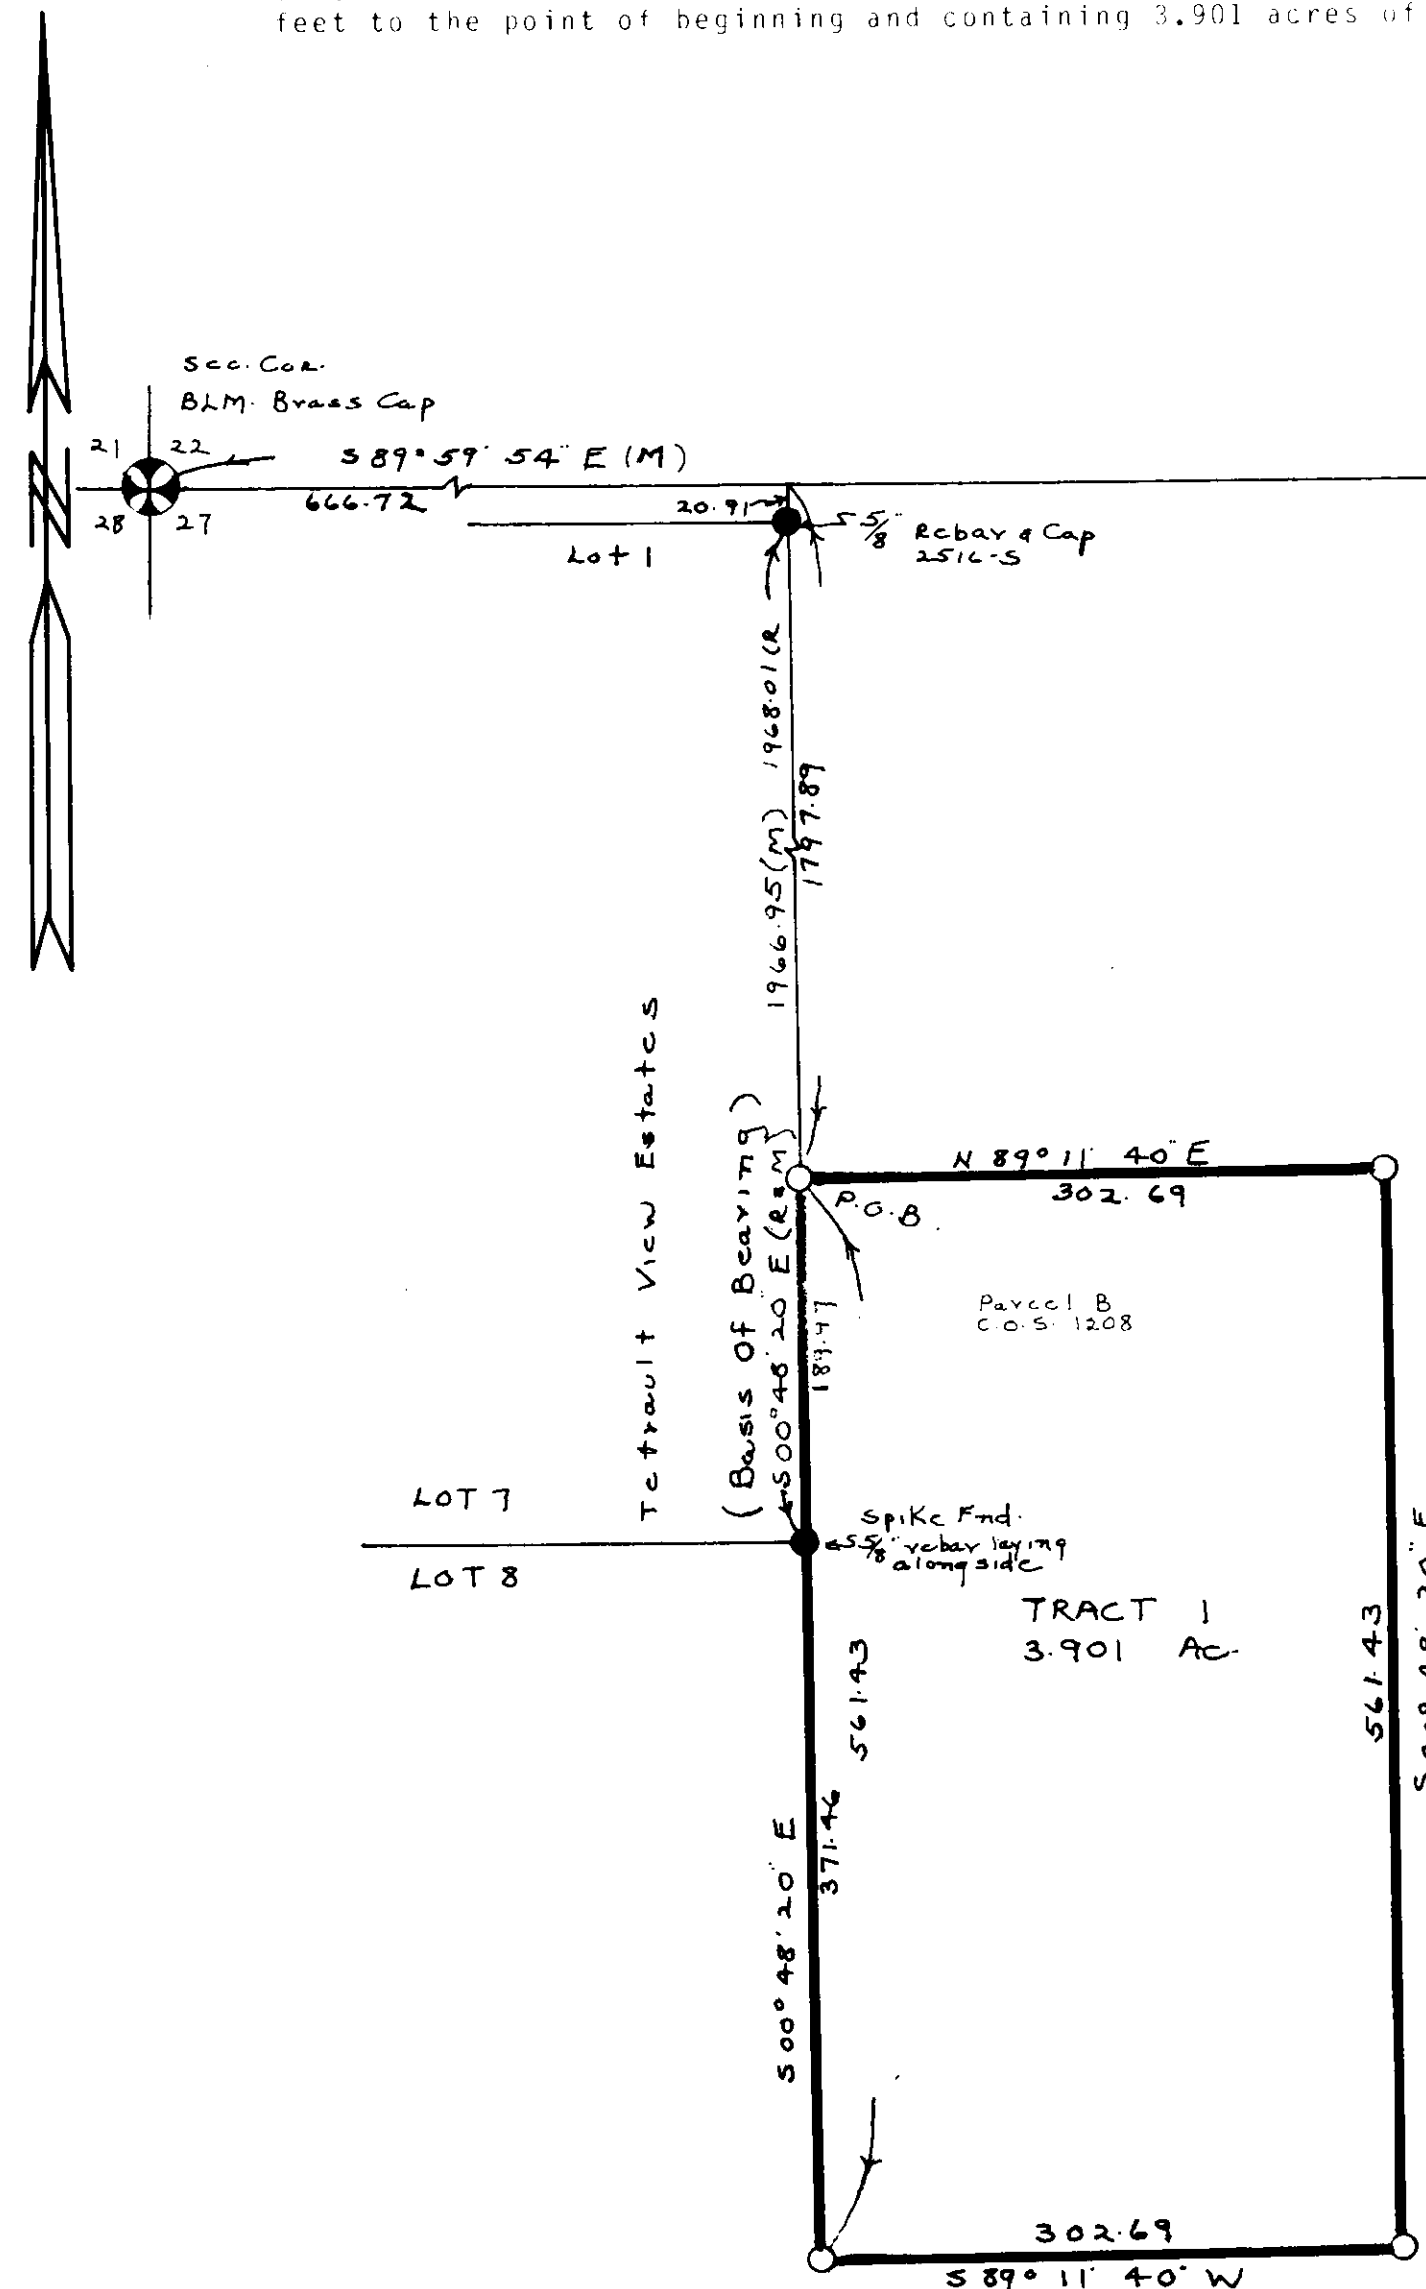 feet to the point of beginning and containing 3.901 acres of
Sec. Cor.
BLM. Brass Cap
21 22
28 27
S 89° 59' 54" E (M)
666.72
20.91
5/8" Rebar & Cap
2516-S
Lot 1
1966.95 (M) 1968.01 (R
1797.89
Tetrault View Estates
(Basis Of Bearing)
S 00° 48' 20" E (R&M)
N 89° 11' 40" E
302.69
P.O.B.
Parcel B
C.O.S. 1208
LOT 7
LOT 8
Spike Fnd.
5/8" rebar laying
along side
TRACT 1
3.901 Ac.
561.43
371.46
S 00° 48' 20" E
561.43
302.69
S 89° 11' 40" W